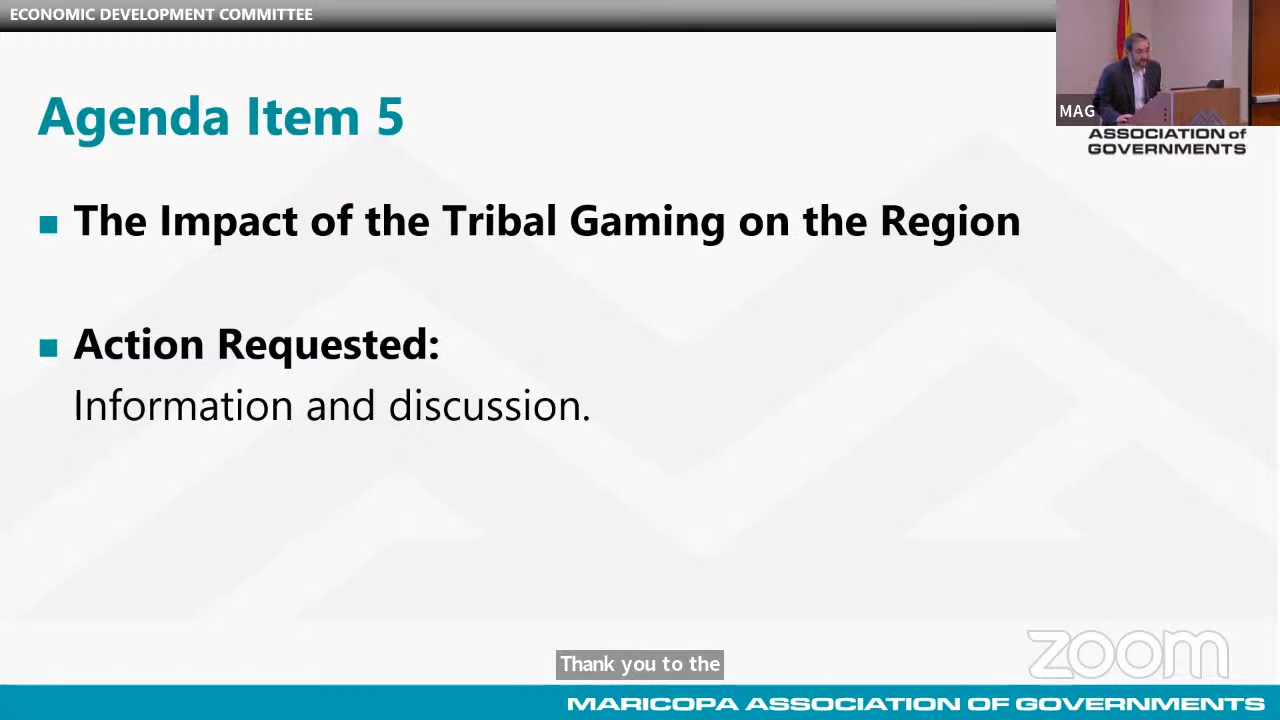 ECONOMIC DEVELOPMENT COMMITTEE
Agenda Item 5
MAG
ASSOCIATION of
GOVERNMENTS
The Impact of the Tribal Gaming on the Region
Action Requested:
Information and discussion.
zoom
Thank you to the
MARICOPA ASSOCIATION OF GOVERNMENTS